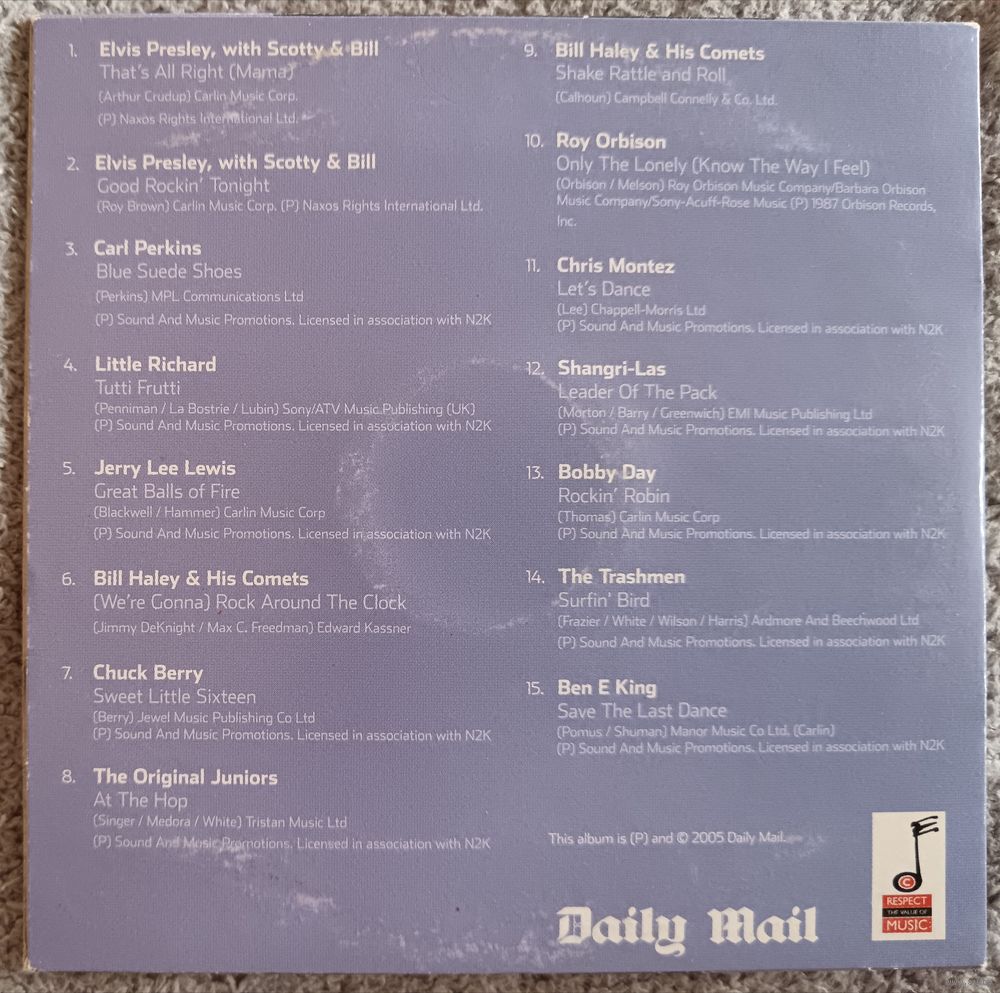 1. Elvis Presley, with Scotty & Bill
That's All Right (Mama)
(Arthur Crudup) Carlin Music Corp.
(P) Naxos Rights International Ltd.
2. Elvis Presley, with Scotty & Bill
Good Rockin' Tonight
(Roy Brown) Carlin Music Corp. (P) Naxos Rights International Ltd.
3. Carl Perkins
Blue Suede Shoes
(Perkins) MPL Communications Ltd
(P) Sound And Music Promotions. Licensed in association with N2K
4. Little Richard
Tutti Frutti
(Penniman / La Bostrie / Lubin) Sony/ATV Music Publishing (UK)
(P) Sound And Music Promotions. Licensed in association with N2K
5. Jerry Lee Lewis
Great Balls of Fire
(Blackwell / Hammer) Carlin Music Corp
(P) Sound And Music Promotions. Licensed in association with N2K
6. Bill Haley & His Comets
(We're Gonna) Rock Around The Clock
(Jimmy DeKnight / Max C. Freedman) Edward Kassner
7. Chuck Berry
Sweet Little Sixteen
(Berry) Jewel Music Publishing Co Ltd
(P) Sound And Music Promotions. Licensed in association with N2K
8. The Original Juniors
At The Hop
(Singer / Medora / White) Tristan Music Ltd
(P) Sound And Music Promotions. Licensed in association with N2K
9. Bill Haley & His Comets
Shake Rattle and Roll
(Calhoun) Campbell Connelly & Co. Ltd.
10. Roy Orbison
Only The Lonely (Know The Way I Feel)
(Orbison / Melson) Roy Orbison Music Company/Barbara Orbison
Music Company/Sony-Acuff-Rose Music (P) 1987 Orbison Records,
Inc.
11. Chris Montez
Let's Dance
(Lee) Chappell-Morris Ltd
(P) Sound And Music Promotions. Licensed in association with N2K
12. Shangri-Las
Leader Of The Pack
(Morton / Barry / Greenwich) EMI Music Publishing Ltd
(P) Sound And Music Promotions. Licensed in association with N2K
13. Bobby Day
Rockin' Robin
(Thomas) Carlin Music Corp
(P) Sound And Music Promotions. Licensed in association with N2K
14. The Trashmen
Surfin' Bird
(Frazier / White / Wilson / Harris) Ardmore And Beechwood Ltd
(P) Sound And Music Promotions. Licensed in association with N2K
15. Ben E King
Save The Last Dance
(Pomus / Shuman) Manor Music Co Ltd. (Carlin)
(P) Sound And Music Promotions. Licensed in association with N2K
This album is (P) and © 2005 Daily Mail.
Daily Mail
©
RESPECT
THE VALUE OF
MUSIC